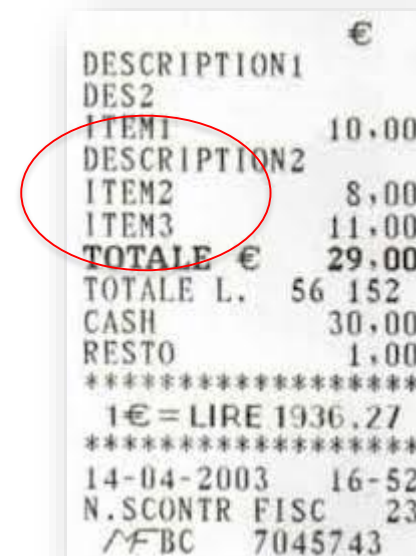 €
DESCRIPTION1
DES2
ITEM1 10,00
DESCRIPTION2
ITEM2 8,00
ITEM3 11,00
TOTALE € 29,00
TOTALE L. 56 152
CASH 30,00
RESTO 1,00
********************
1€ = LIRE 1936.27
********************
14-04-2003 16-52
N.SCONTR FISC 23
MFBC 7045743